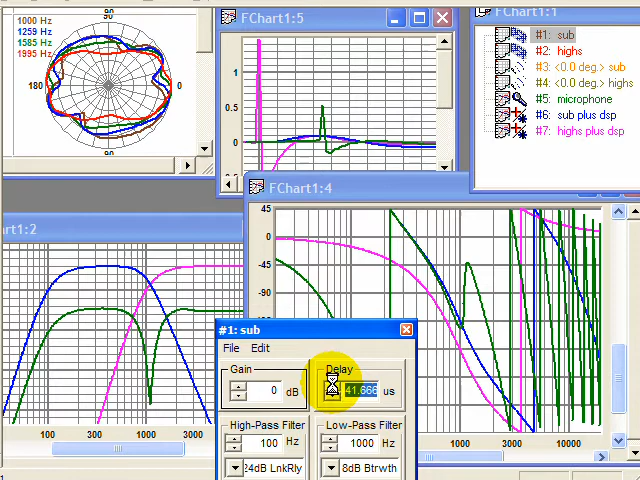 1000 Hz
1259 Hz
1585 Hz
1995 Hz
90
180
0
90
FChart1:5
1
0.5
0
FChart1:1
#1: sub
#2: highs
#3: <0.0 deg.> sub
#4: <0.0 deg.> highs
#5: microphone
#6: sub plus dsp
#7: highs plus dsp
FChart1:4
45
0
-45
-90
1000
3000
10000
100
300
1000
3000
#1: sub
File Edit
Gain
0 dB
Delay
41.666 us
High-Pass Filter
100 Hz
24dB LnkRly
Low-Pass Filter
1000 Hz
8dB Btrwth